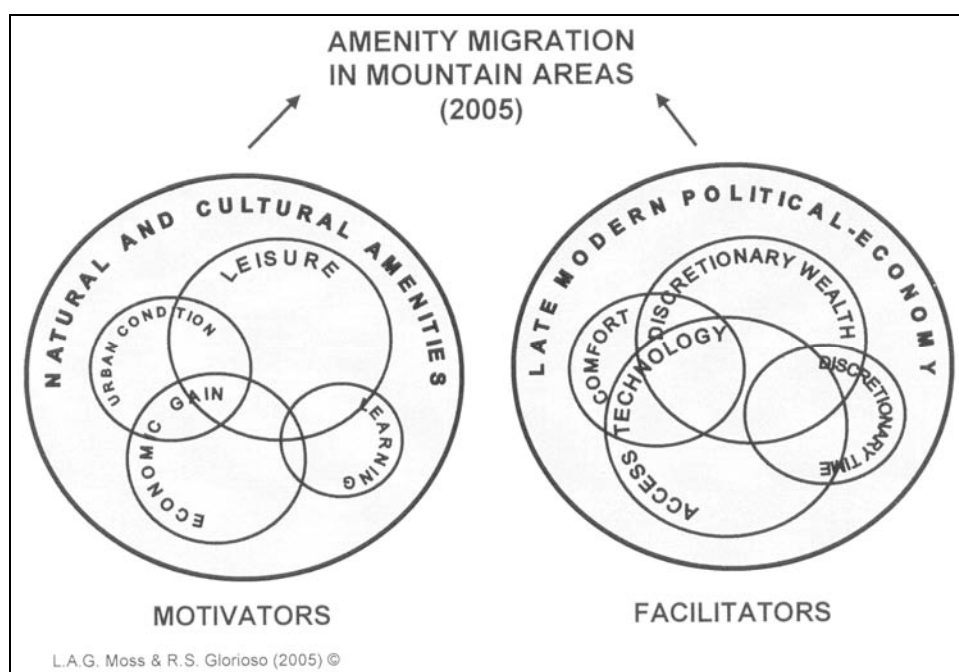 AMENITY MIGRATION
IN MOUNTAIN AREAS
(2005)
NATURAL AND CULTURAL AMENITIES
LEISURE
URBAN CONDITION
ECONOMIC GAIN
LEARNING
MOTIVATORS
LATE MODERN POLITICAL-ECONOMY
DISCRETIONARY WEALTH
COMFORT
ACCESS TECHNOLOGY
DISCRETIONARY TIME
FACILITATORS
L.A.G. Moss & R.S. Glorioso (2005) ©